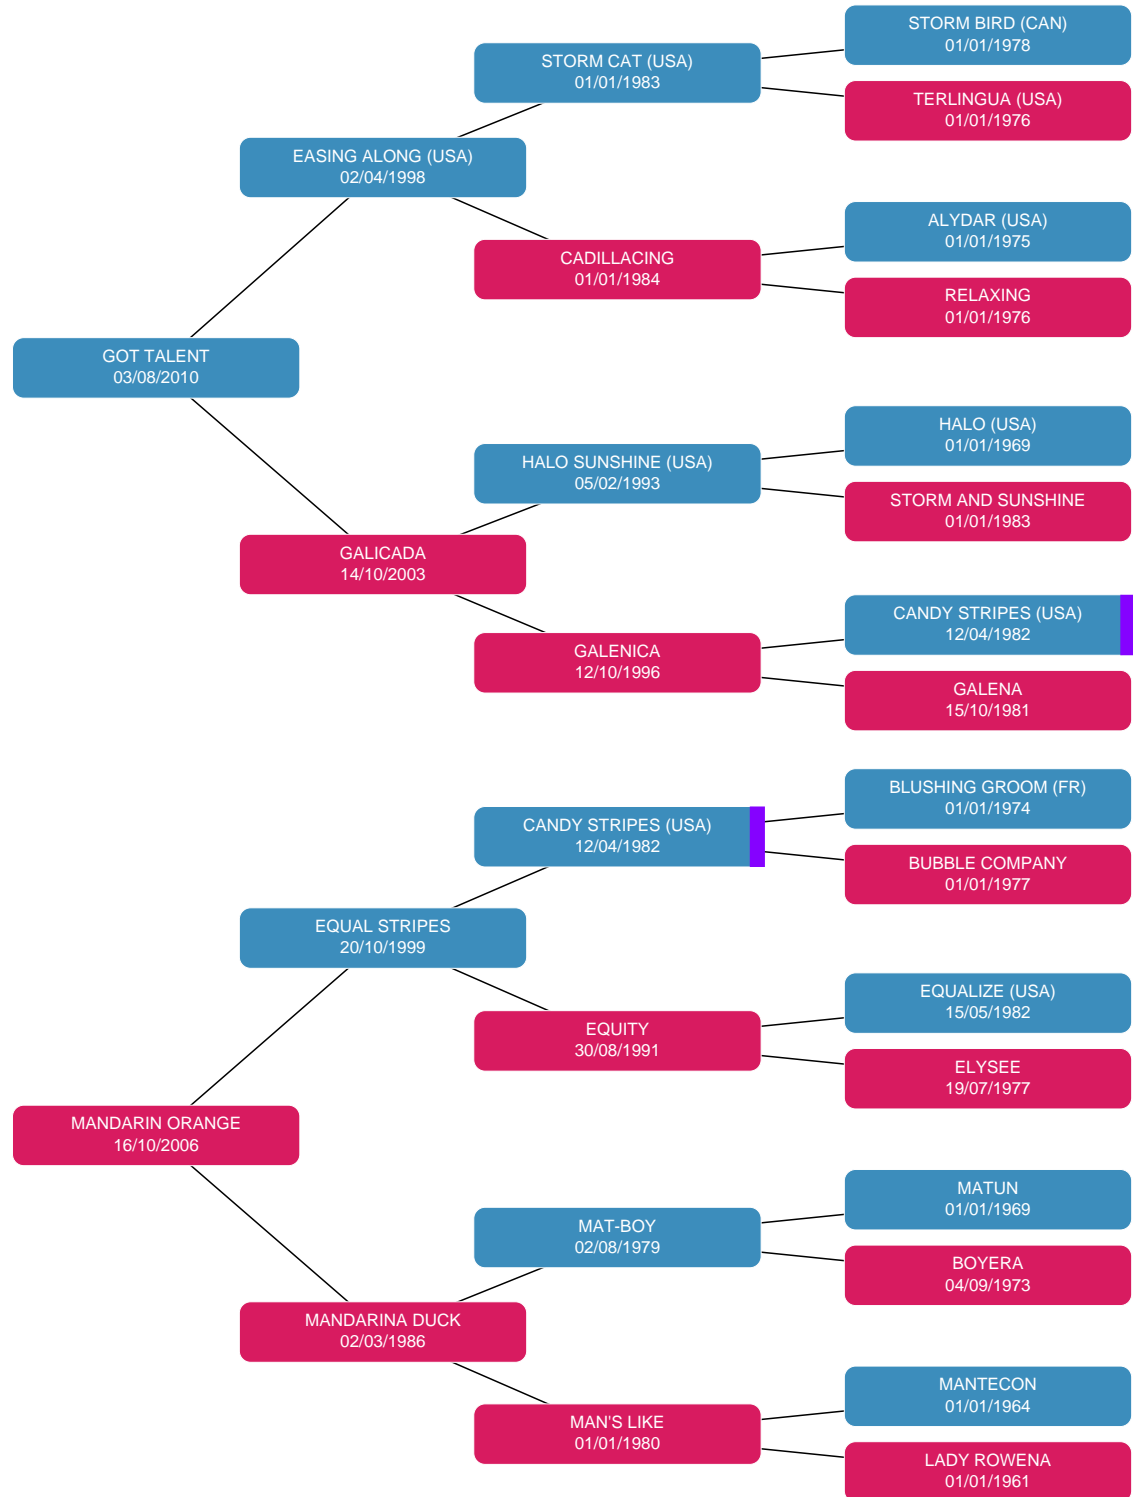 STORM BIRD (CAN)
01/01/1978
STORM CAT (USA)
01/01/1983
TERLINGUA (USA)
01/01/1976
EASING ALONG (USA)
02/04/1998
ALYDAR (USA)
01/01/1975
CADILLACING
01/01/1984
RELAXING
01/01/1976
GOT TALENT
03/08/2010
HALO (USA)
01/01/1969
HALO SUNSHINE (USA)
05/02/1993
STORM AND SUNSHINE
01/01/1983
GALICADA
14/10/2003
CANDY STRIPES (USA)
12/04/1982
GALENICA
12/10/1996
GALENA
15/10/1981
BLUSHING GROOM (FR)
01/01/1974
CANDY STRIPES (USA)
12/04/1982
BUBBLE COMPANY
01/01/1977
EQUAL STRIPES
20/10/1999
EQUALIZE (USA)
15/05/1982
EQUITY
30/08/1991
ELYSEE
19/07/1977
MANDARIN ORANGE
16/10/2006
MATUN
01/01/1969
MAT-BOY
02/08/1979
BOYERA
04/09/1973
MANDARINA DUCK
02/03/1986
MANTECON
01/01/1964
MAN'S LIKE
01/01/1980
LADY ROWENA
01/01/1961